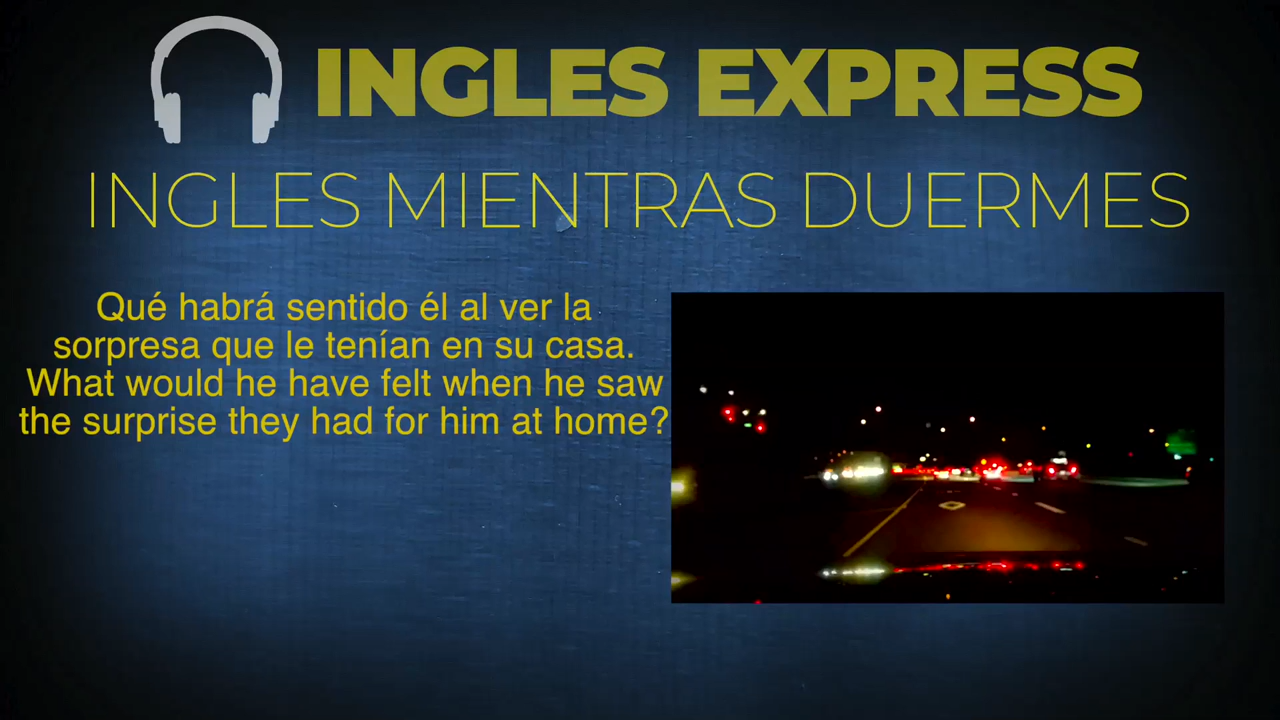 INGLES EXPRESS
INGLES MIENTRAS DUERMES
Qué habrá sentido él al ver la
sorpresa que le tenían en su casa.
What would he have felt when he saw
the surprise they had for him at home?